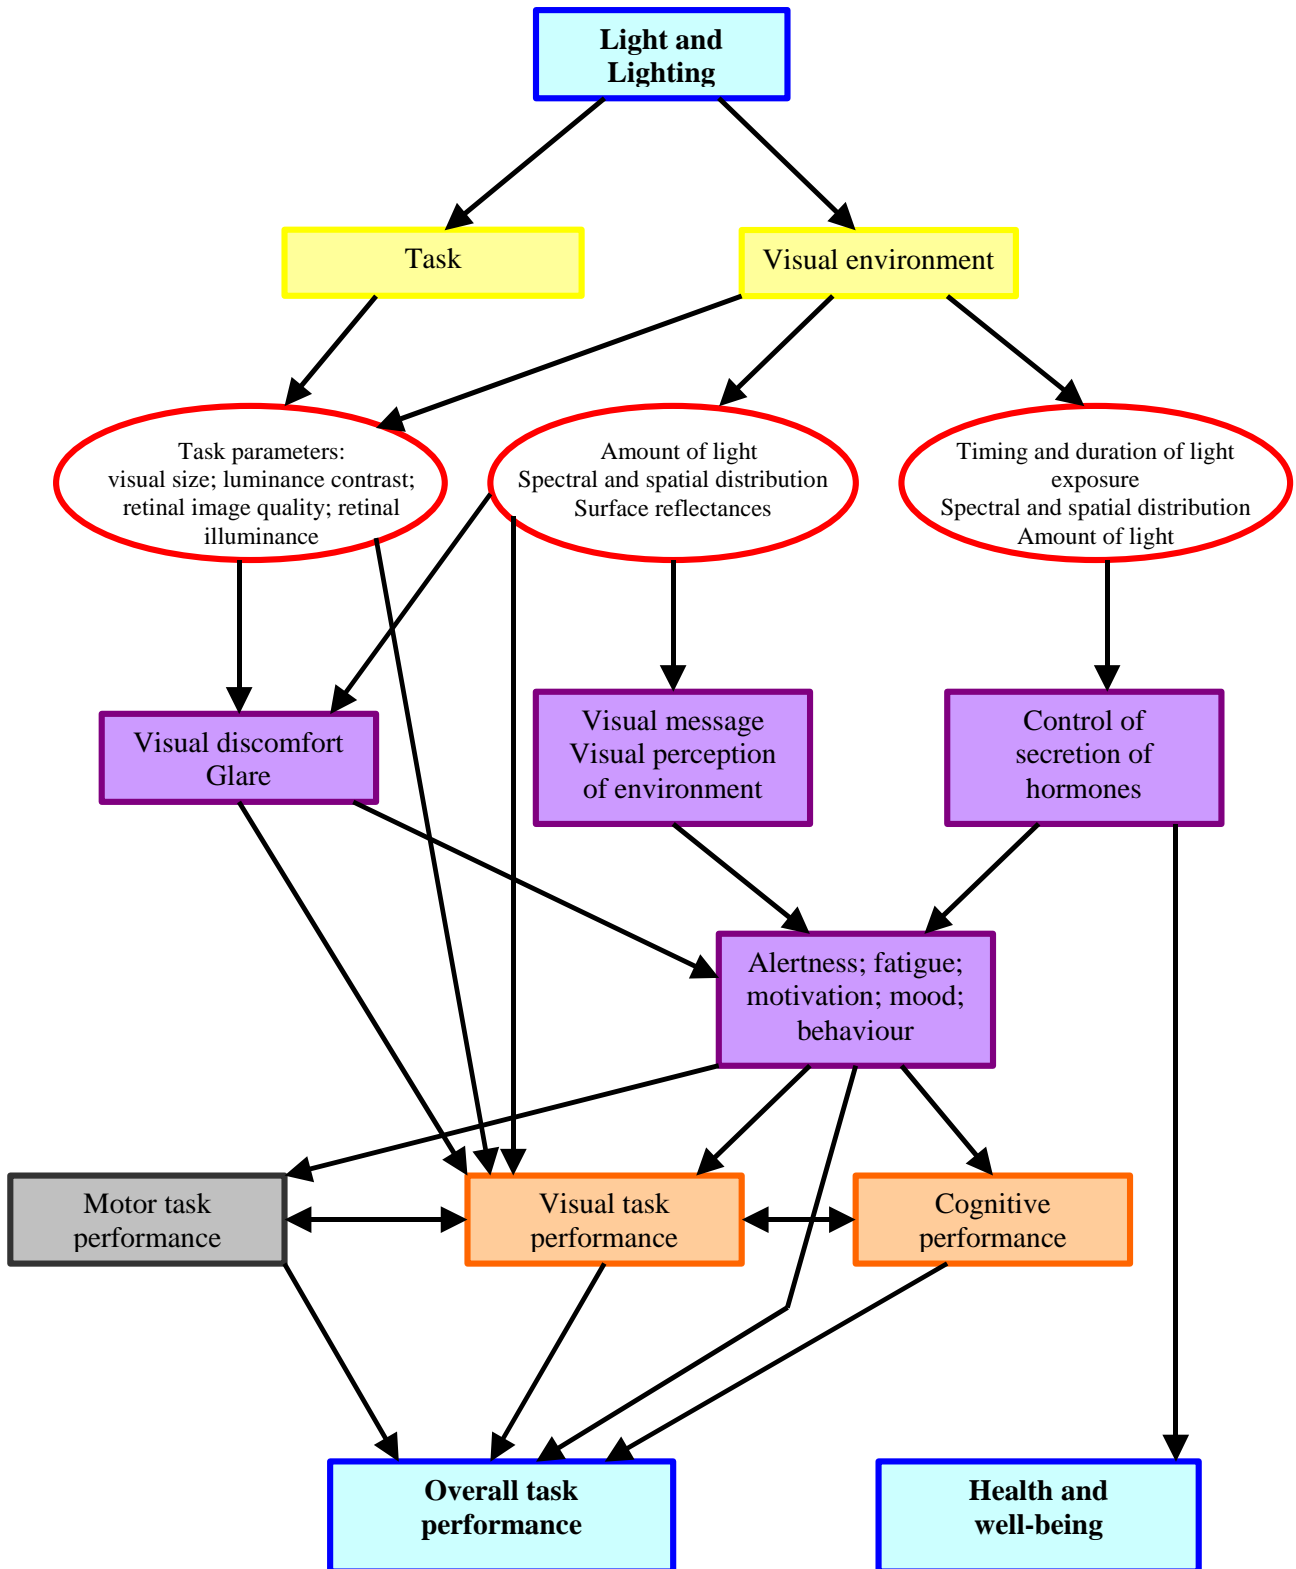 Light and
Lighting
Task
Visual environment
Task parameters:
visual size; luminance contrast;
retinal image quality; retinal
illuminance
Amount of light
Spectral and spatial distribution
Surface reflectances
Timing and duration of light
exposure
Spectral and spatial distribution
Amount of light
Visual discomfort
Glare
Visual message
Visual perception
of environment
Control of
secretion of
hormones
Alertness; fatigue;
motivation; mood;
behaviour
Motor task
performance
Visual task
performance
Cognitive
performance
Overall task
performance
Health and
well-being